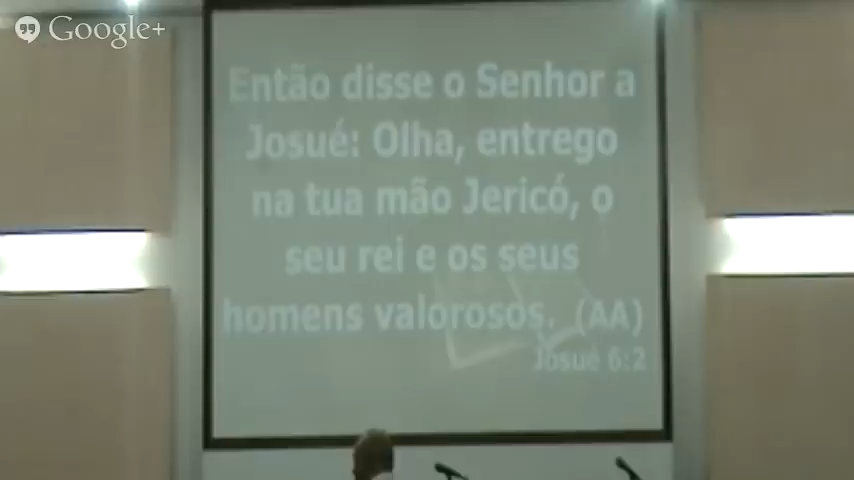 Google+
Então disse o Senhor a
Josué: Olha, entrego
na tua mão Jericó, o
seu rei e os seus
homens valorosos. (AA)
Josué 6:2